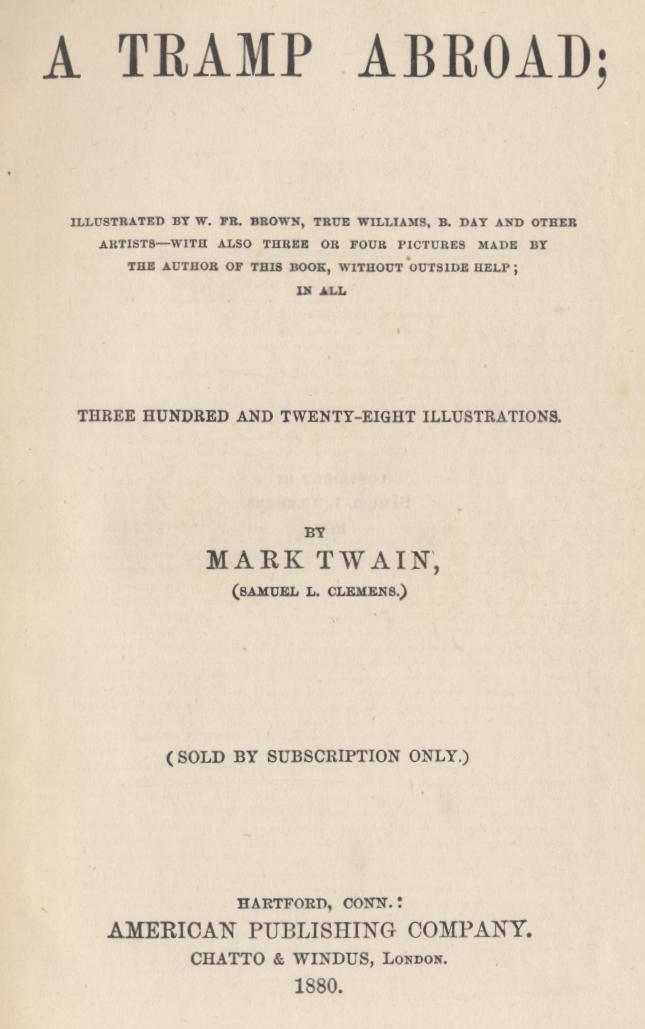 A TRAMP ABROAD;
ILLUSTRATED BY W. FR. BROWN, TRUE WILLIAMS, B. DAY AND OTHER
ARTISTS—WITH ALSO THREE OR FOUR PICTURES MADE BY
THE AUTHOR OF THIS BOOK, WITHOUT OUTSIDE HELP;
IN ALL
THREE HUNDRED AND TWENTY-EIGHT ILLUSTRATIONS.
BY
MARK TWAIN,
(SAMUEL L. CLEMENS.)
(SOLD BY SUBSCRIPTION ONLY.)
HARTFORD, CONN.:
AMERICAN PUBLISHING COMPANY.
CHATTO & WINDUS, LONDON.
1880.